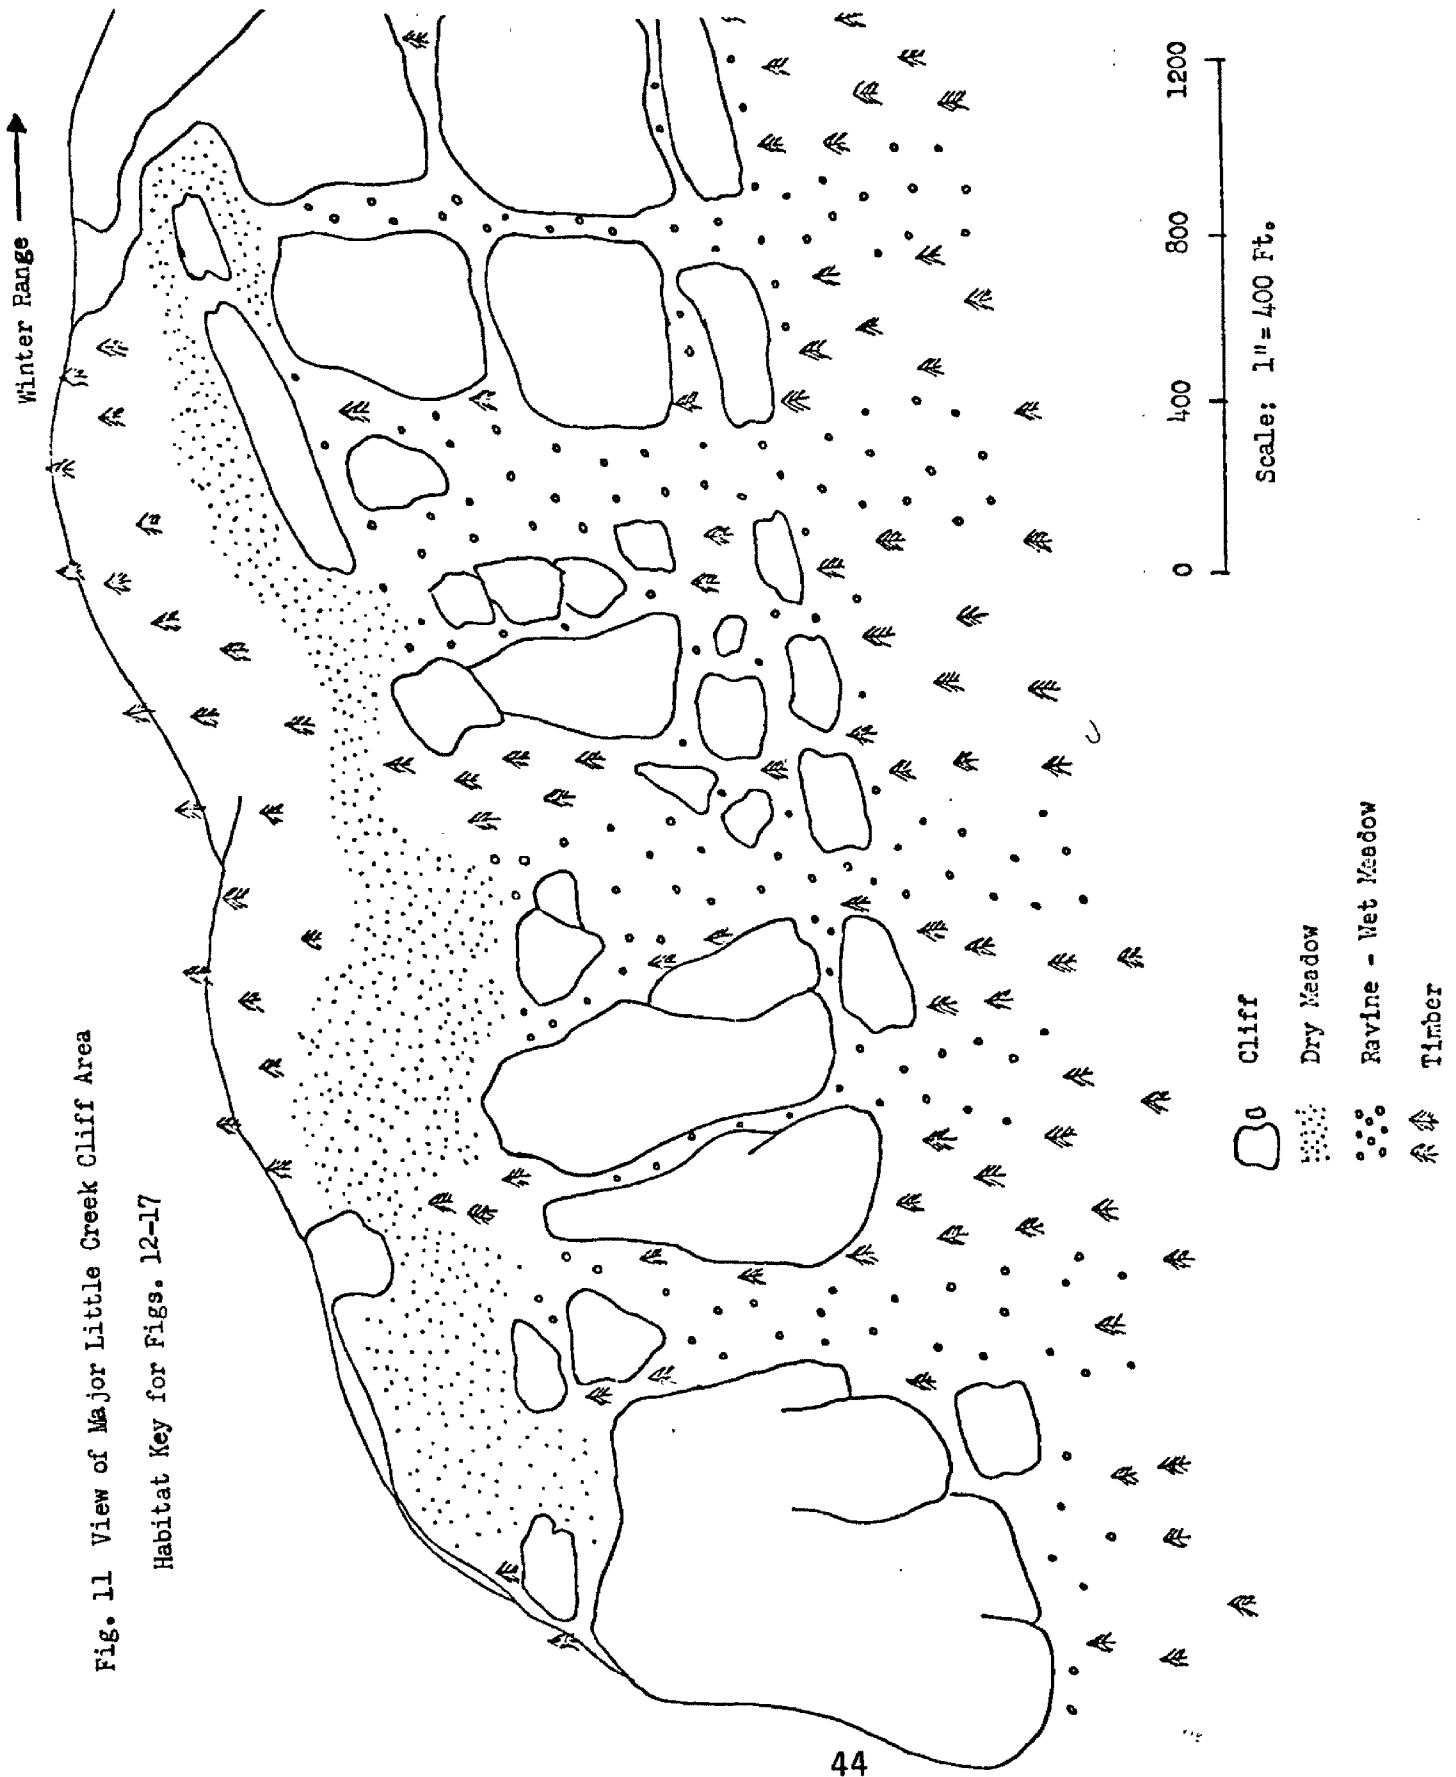 Fig. 11 View of Major Little Creek Cliff Area
Habitat Key for Figs. 12-17
Winter Range
0 400 800 1200
Scale: 1"= 400 Ft.
Cliff
Dry Meadow
Ravine - Wet Meadow
Timber
44